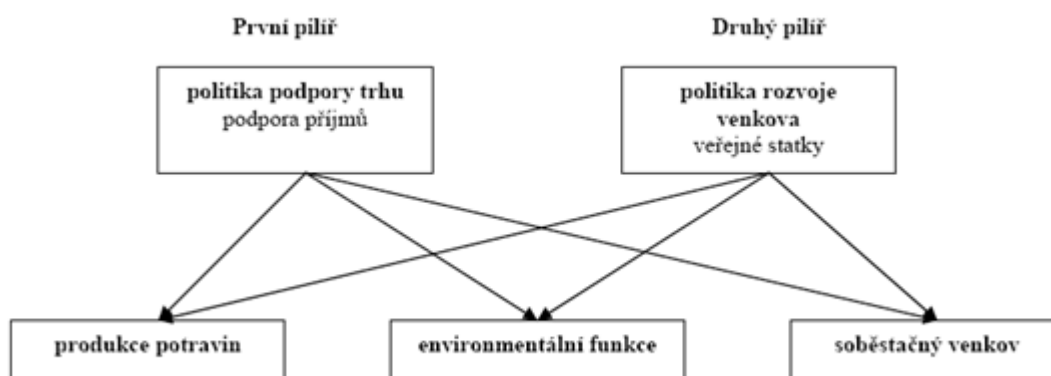 První pilíř
Druhý pilíř
politika podpory trhu
podpora příjmů
politika rozvoje
venkova
veřejné statky
produkce potravin
environmentální funkce
soběstačný venkov